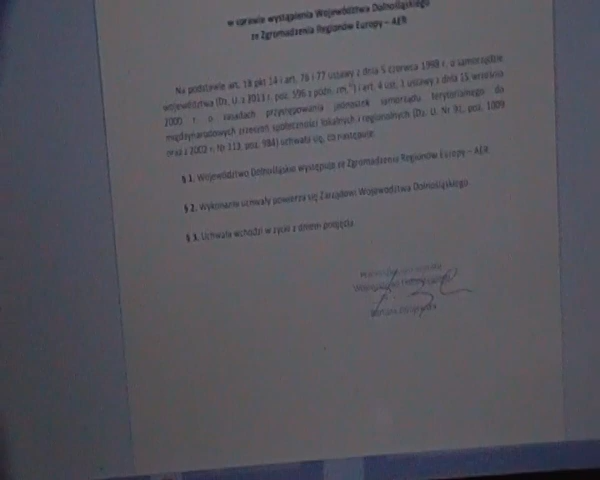 w sprawie wystąpienia Województwa Dolnośląskiego
ze Zgromadzenia Regionów Europy – AER
Na podstawie art. 18 pkt 14 i art. 76 i 77 ustawy z dnia 5 czerwca 1998 r. o samorządzie
województwa (Dz. U. z 2013 r. poz. 596 z późn. zm.) i art. 4 ust. 1 ustawy z dnia 15 września
2000 r. o zasadach przystępowania jednostek samorządu terytorialnego do
międzynarodowych zrzeszeń społeczności lokalnych i regionalnych (Dz. U. Nr 91, poz. 1009
oraz z 2002 r. Nr 113, poz. 984) uchwala się, co następuje:
§ 1. Województwo Dolnośląskie występuje ze Zgromadzenia Regionów Europy – AER.
§ 2. Wykonanie uchwały powierza się Zarządowi Województwa Dolnośląskiego.
§ 3. Uchwała wchodzi w życie z dniem podjęcia.